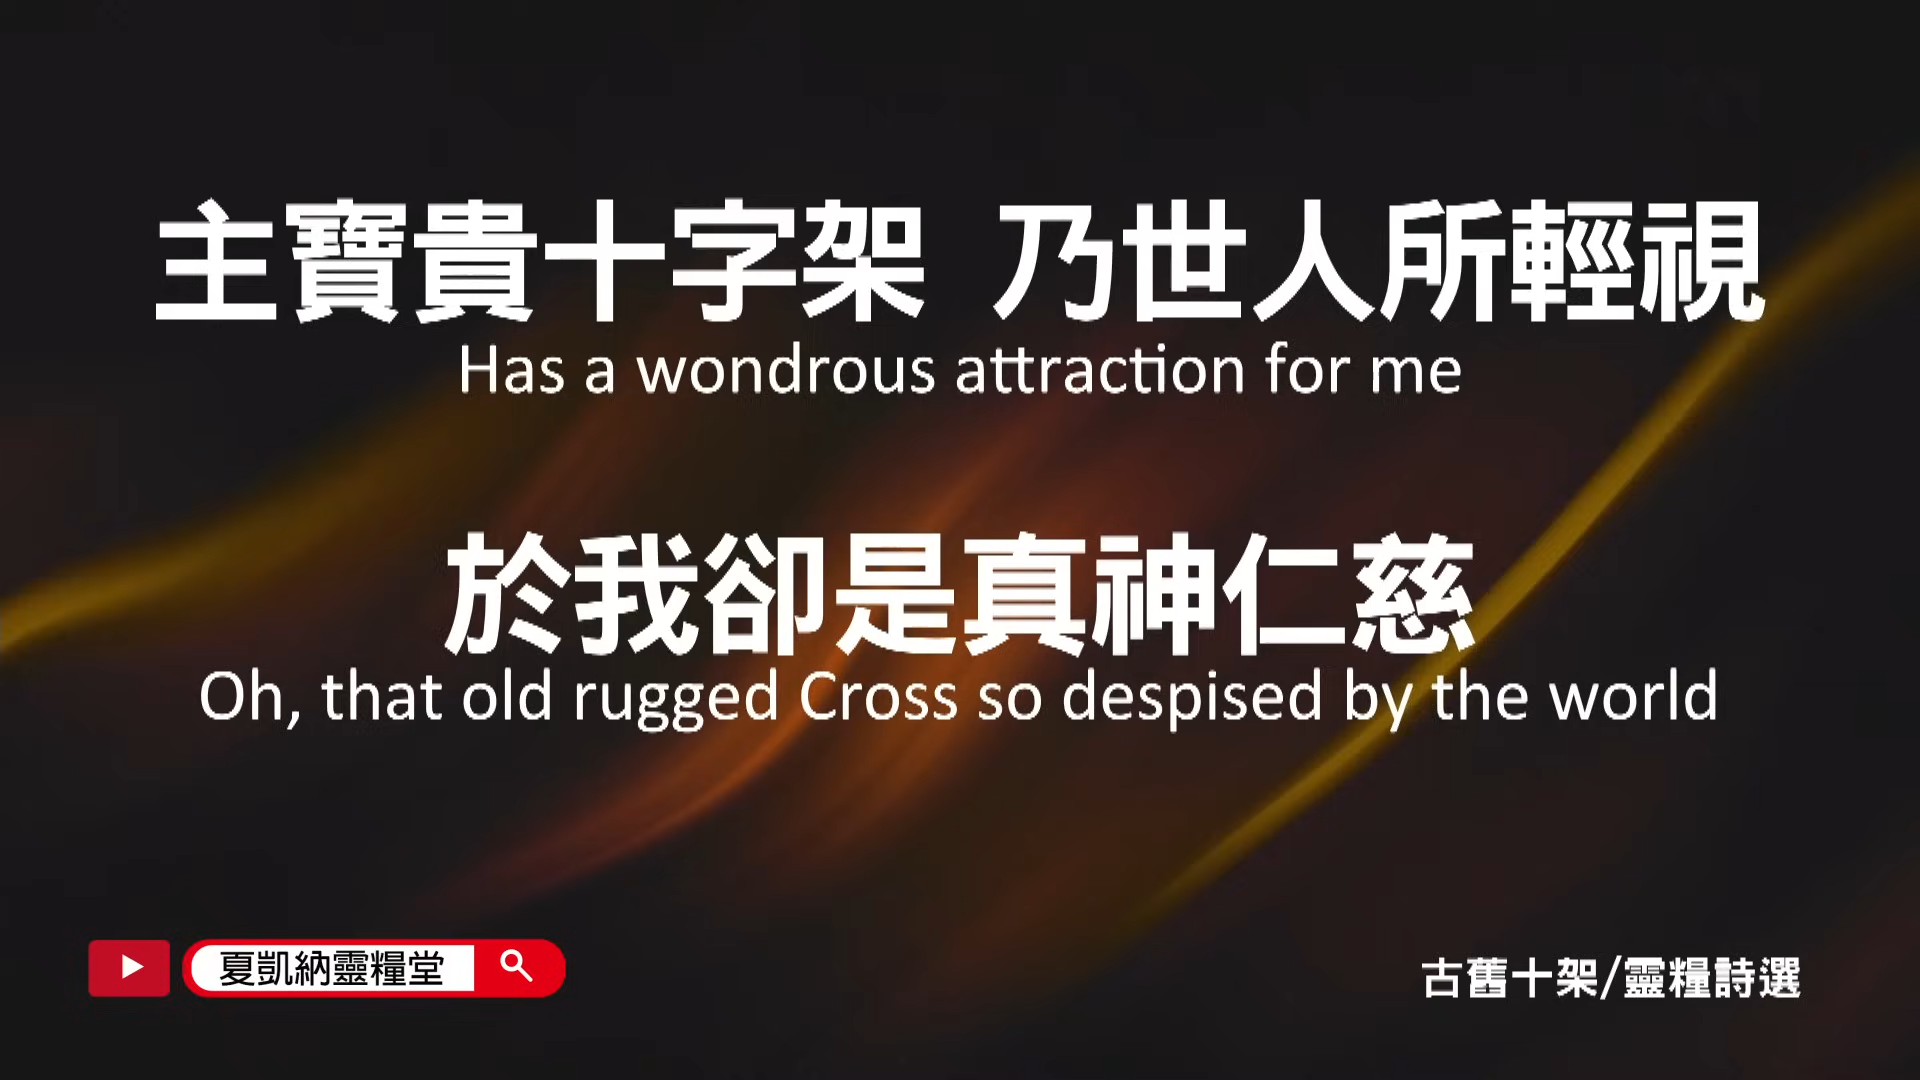 主寶貴十字架 乃世人所輕視
Has a wondrous attraction for me
於我卻是真神仁慈
Oh, that old rugged Cross so despised by the world
夏凱納靈糧堂
古舊十架/靈糧詩選